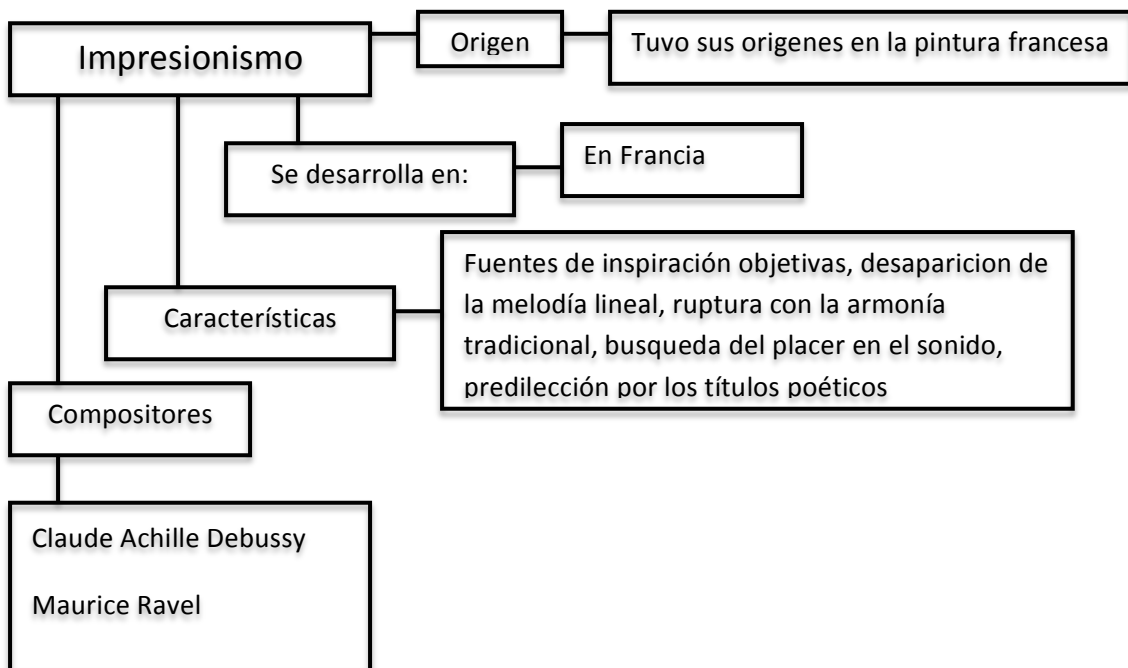 Impresionismo
Origen
Tuvo sus origenes en la pintura francesa
Se desarrolla en:
En Francia
Características
Fuentes de inspiración objetivas, desaparicion de
la melodía lineal, ruptura con la armonía
tradicional, busqueda del placer en el sonido,
predilección por los títulos poéticos
Compositores
Claude Achille Debussy
Maurice Ravel